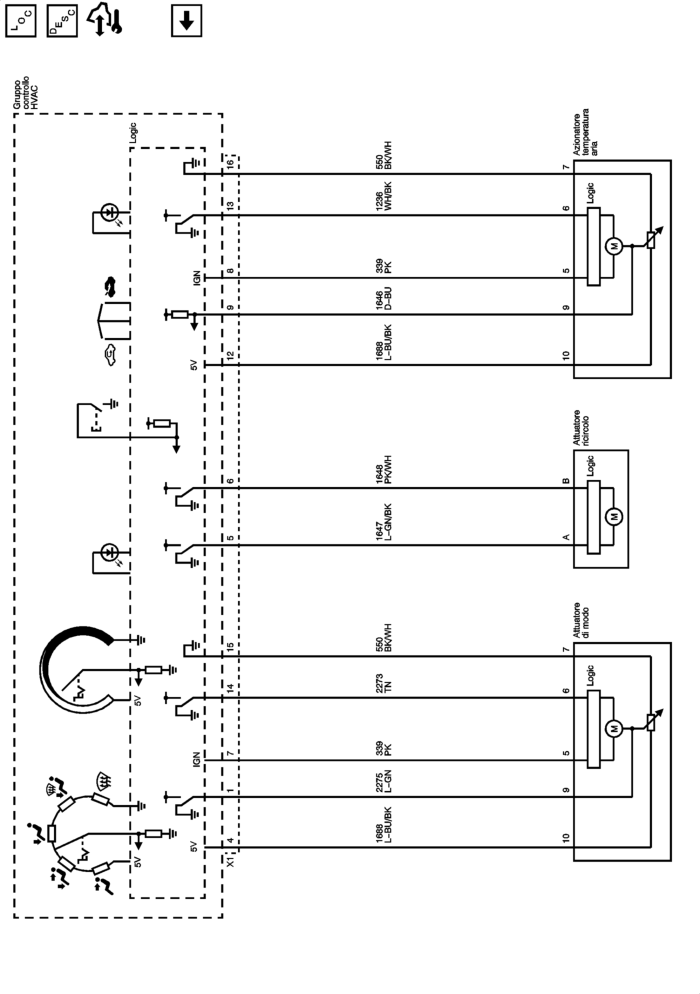 LOC
DESC
Gruppo
controllo
HVAC
Logic
5V
5V
IGN
5V
IGN
X1
4
1
7
14
15
5
6
12
9
8
13
16
1688
L-BU/BK
2275
L-GN
339
PK
2273
TN
550
BK/WH
1647
L-GN/BK
1648
PK/WH
1688
L-BU/BK
1646
D-BU
339
PK
1236
WH/BK
550
BK/WH
10
9
5
6
7
A
B
10
9
5
6
7
Attuatore
di modo
Logic
M
Attuatore
ricircolo
Logic
M
Azionatore
temperatura
aria
Logic
M
5V